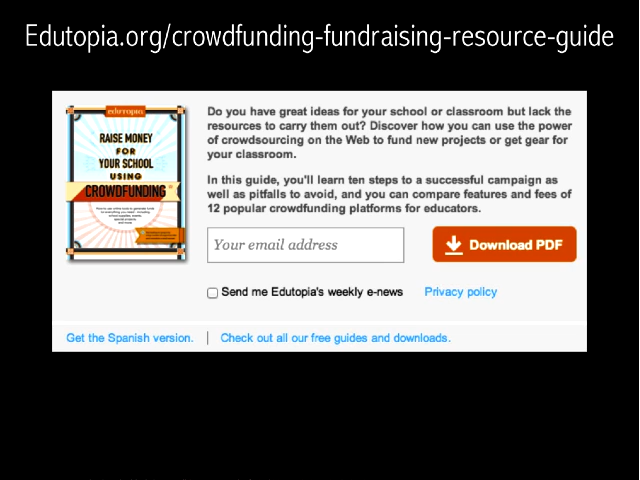 Edutopia.org/crowdfunding-fundraising-resource-guide
edutopia
RAISE MONEY
FOR
YOUR SCHOOL
USING
CROWDFUNDING
Do you have great ideas for your school or classroom but lack the
resources to carry them out? Discover how you can use the power
of crowdsourcing on the Web to fund new projects or get gear for
your classroom.
In this guide, you'll learn ten steps to a successful campaign as
well as pitfalls to avoid, and you can compare features and fees of
12 popular crowdfunding platforms for educators.
Your email address
Download PDF
Send me Edutopia's weekly e-news
Privacy policy
Get the Spanish version. | Check out all our free guides and downloads.